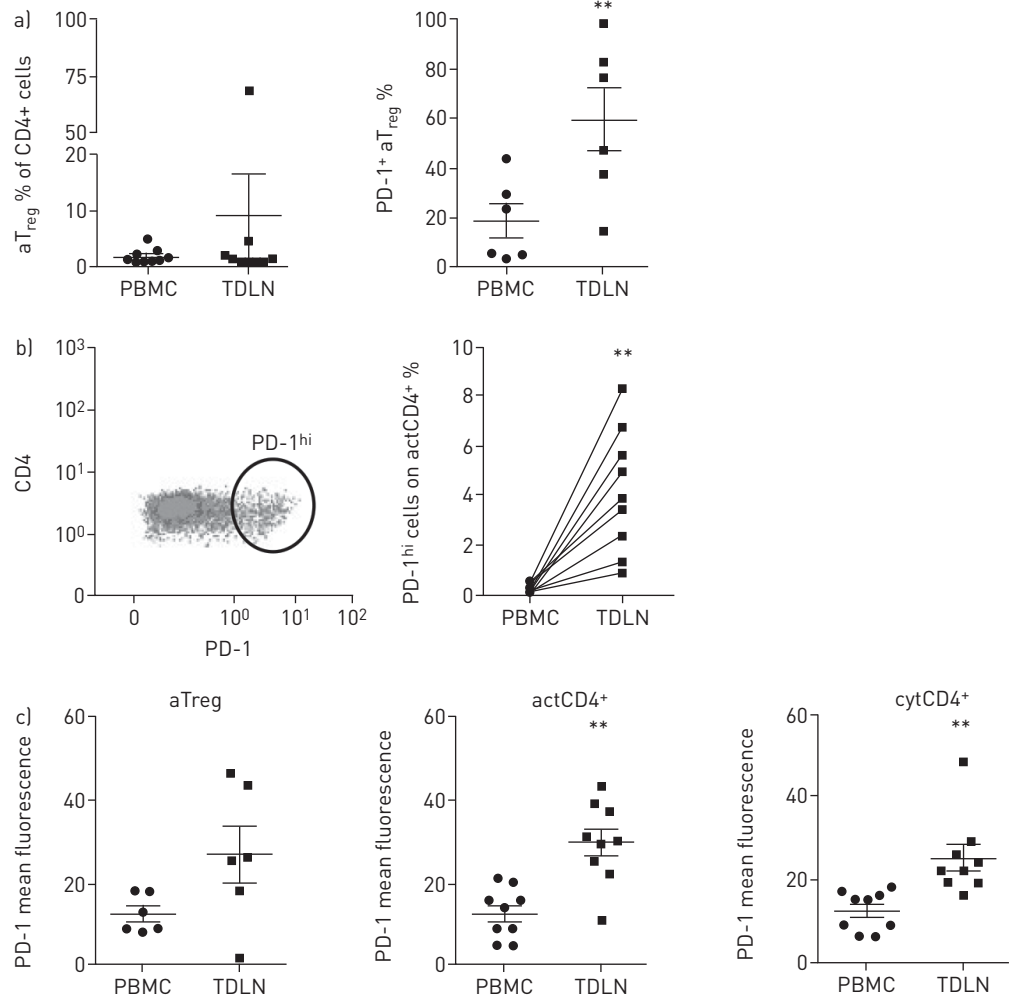 a)
aTreg % of CD4+ cells
100
75
50
20
10
0
PBMC TDLN
**
PD-1+ aTreg %
100
80
60
40
20
0
PBMC TDLN
b)
CD4
10³
10²
10¹
10⁰
0
PD-1ʰⁱ
0 10⁰ 10¹ 10²
PD-1
**
PD-1ʰⁱ cells on actCD4⁺ %
10
8
6
4
2
0
PBMC TDLN
c)
aTreg
PD-1 mean fluorescence
60
40
20
0
PBMC TDLN
actCD4⁺
**
PD-1 mean fluorescence
60
40
20
0
PBMC TDLN
cytCD4⁺
**
PD-1 mean fluorescence
60
40
20
0
PBMC TDLN